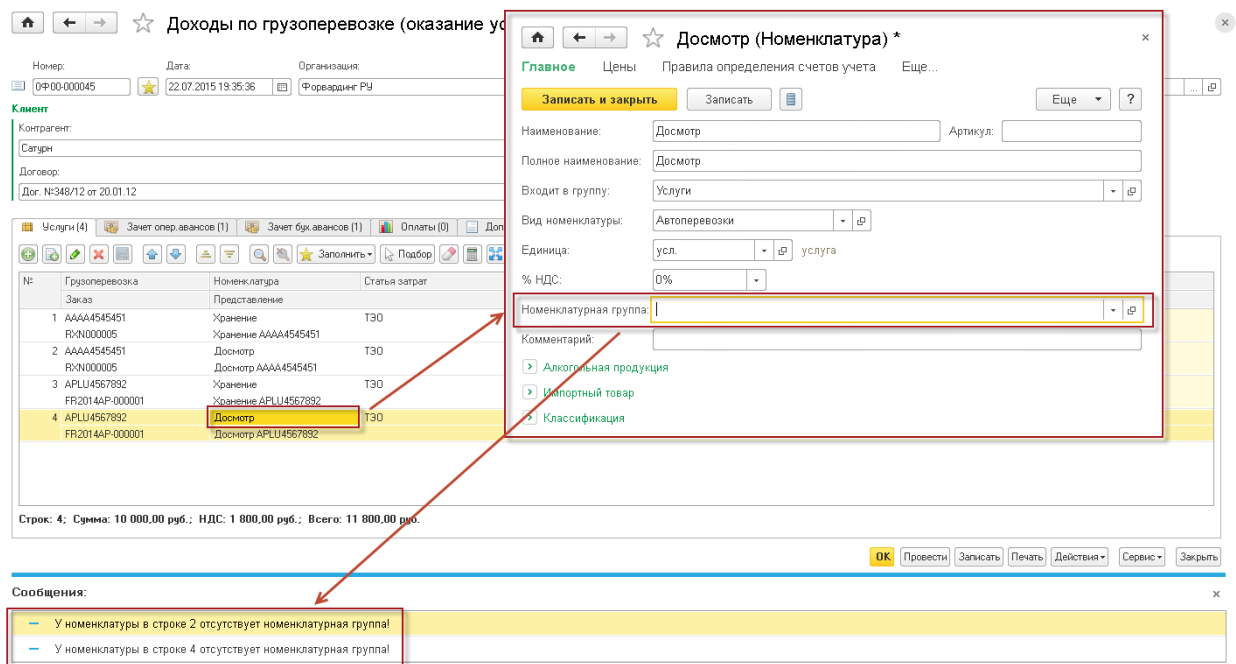 Доходы по грузоперевозке (оказание ус
Номер:
Дата:
Организация:
0Ф00-000045
22.07.2015 19:35:36
Форвардинг РУ
Клиент
Контрагент:
Сатурн
Договор:
Дог. №348/12 от 20.01.12
Услуги (4)
Зачет опер.авансов (1)
Зачет бух.авансов (1)
Оплаты (0)
Доп
Заполнить
Подбор
№ Грузоперевозка Номенклатура Статья затрат
Заказ Представление
1 AAAA4545451 Хранение ТЭО
RXN000005 Хранение AAAA4545451
2 AAAA4545451 Досмотр ТЭО
RXN000005 Досмотр AAAA4545451
3 APLU4567892 Хранение ТЭО
FR2014AP-000001 Хранение APLU4567892
4 APLU4567892 Досмотр ТЭО
FR2014AP-000001 Досмотр APLU4567892
Строк: 4; Сумма: 10 000,00 руб.; НДС: 1 800,00 руб.; Всего: 11 800,00 руб.
Досмотр (Номенклатура) *
Главное Цены Правила определения счетов учета Еще...
Записать и закрыть
Записать
Еще
?
Наименование: Досмотр Артикул:
Полное наименование: Досмотр
Входит в группу: Услуги
Вид номенклатуры: Автоперевозки
Единица: усл. услуга
% НДС: 0%
Номенклатурная группа:
Комментарий:
Алкогольная продукция
Импортный товар
Классификация
OK Провести Записать Печать Действия Сервис Закрыть
Сообщения:
У номенклатуры в строке 2 отсутствует номенклатурная группа!
У номенклатуры в строке 4 отсутствует номенклатурная группа!